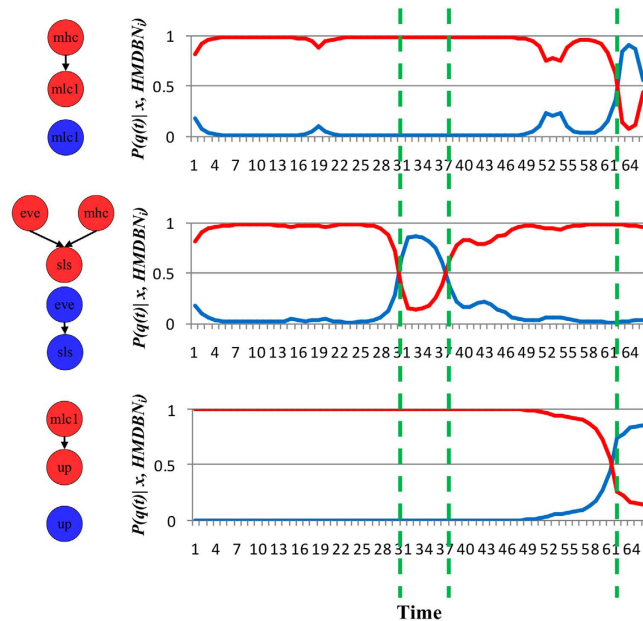 mhc
mlc1
mlc1
P(q(t)| x, HMDBNi)
1
0.5
0
1 4 7 10 13 16 19 22 25 28 31 34 37 40 43 46 49 52 55 58 61 64
eve mhc
sls
eve
sls
P(q(t)| x, HMDBNi)
1
0.5
0
1 4 7 10 13 16 19 22 25 28 31 34 37 40 43 46 49 52 55 58 61 64
mlc1
up
up
P(q(t)| x, HMDBNi)
1
0.5
0
1 4 7 10 13 16 19 22 25 28 31 34 37 40 43 46 49 52 55 58 61 64
Time